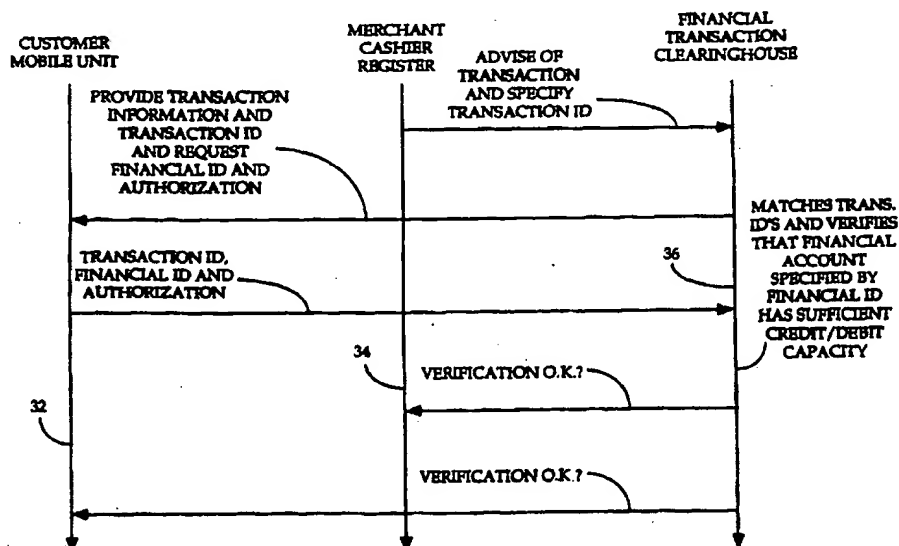 CUSTOMER
MOBILE UNIT
MERCHANT
CASHIER
REGISTER
FINANCIAL
TRANSACTION
CLEARINGHOUSE
ADVISE OF
TRANSACTION
AND SPECIFY
TRANSACTION ID
PROVIDE TRANSACTION
INFORMATION AND
TRANSACTION ID
AND REQUEST
FINANCIAL ID AND
AUTHORIZATION
MATCHES TRANS.
ID'S AND VERIFIES
THAT FINANCIAL
ACCOUNT
SPECIFIED BY
FINANCIAL ID
HAS SUFFICIENT
CREDIT/DEBIT
CAPACITY
36
TRANSACTION ID,
FINANCIAL ID AND
AUTHORIZATION
34
VERIFICATION O.K.?
32
VERIFICATION O.K.?